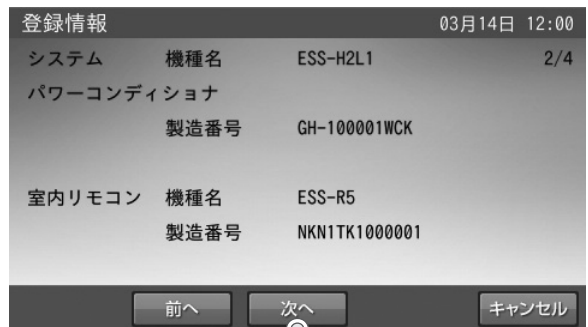 登録情報 03月14日 12:00
システム 機種名 ESS-H2L1 2/4
パワーコンディショナ
製造番号 GH-100001WCK
室内リモコン 機種名 ESS-R5
製造番号 NKN1TK1000001
前へ 次へ キャンセル